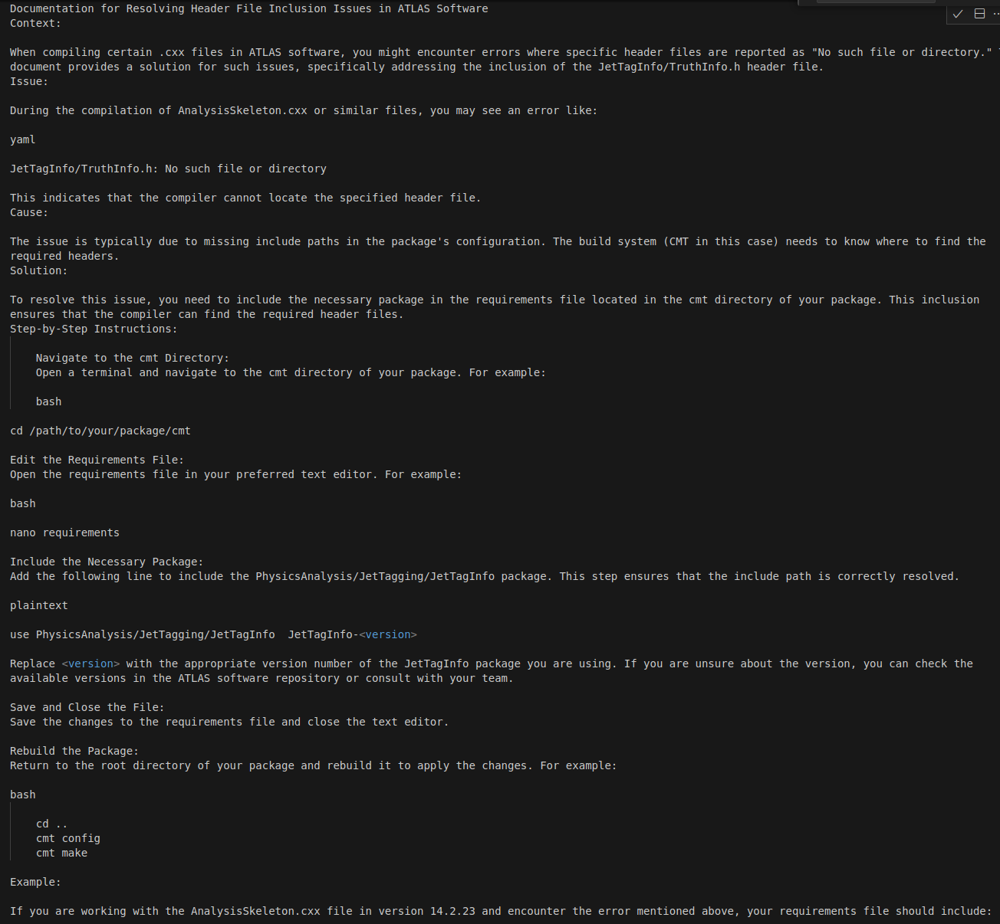 Documentation for Resolving Header File Inclusion Issues in ATLAS Software
Context:
When compiling certain .cxx files in ATLAS software, you might encounter errors where specific header files are reported as "No such file or directory."
document provides a solution for such issues, specifically addressing the inclusion of the JetTagInfo/TruthInfo.h header file.
Issue:
During the compilation of AnalysisSkeleton.cxx or similar files, you may see an error like:
yaml
JetTagInfo/TruthInfo.h: No such file or directory
This indicates that the compiler cannot locate the specified header file.
Cause:
The issue is typically due to missing include paths in the package's configuration. The build system (CMT in this case) needs to know where to find the
required headers.
Solution:
To resolve this issue, you need to include the necessary package in the requirements file located in the cmt directory of your package. This inclusion
ensures that the compiler can find the required header files.
Step-by-Step Instructions:
Navigate to the cmt Directory:
Open a terminal and navigate to the cmt directory of your package. For example:
bash
cd /path/to/your/package/cmt
Edit the Requirements File:
Open the requirements file in your preferred text editor. For example:
bash
nano requirements
Include the Necessary Package:
Add the following line to include the PhysicsAnalysis/JetTagging/JetTagInfo package. This step ensures that the include path is correctly resolved.
plaintext
use PhysicsAnalysis/JetTagging/JetTagInfo  JetTagInfo-<version>
Replace <version> with the appropriate version number of the JetTagInfo package you are using. If you are unsure about the version, you can check the
available versions in the ATLAS software repository or consult with your team.
Save and Close the File:
Save the changes to the requirements file and close the text editor.
Rebuild the Package:
Return to the root directory of your package and rebuild it to apply the changes. For example:
bash
cd ..
cmt config
cmt make
Example:
If you are working with the AnalysisSkeleton.cxx file in version 14.2.23 and encounter the error mentioned above, your requirements file should include: